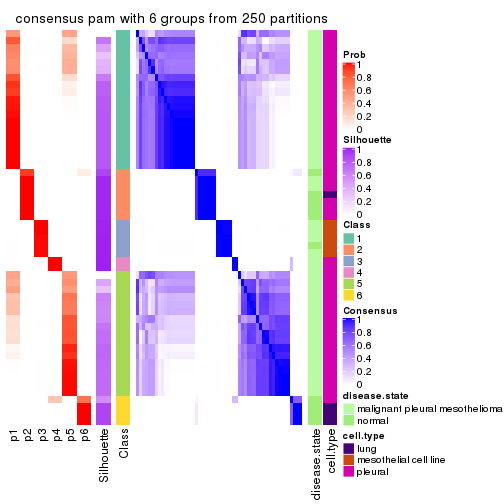 consensus pam with 6 groups from 250 partitions
Prob
1
0.8
0.6
0.4
0.2
0
Silhouette
1
0.8
0.6
0.4
0.2
0
Class
1
2
3
4
5
6
Consensus
1
0.8
0.6
0.4
0.2
0
disease.state
malignant pleural mesothelioma
normal
cell.type
lung
mesothelial cell line
pleural
p1
p2
p3
p4
p5
p6
Silhouette
Class
disease.state
cell.type